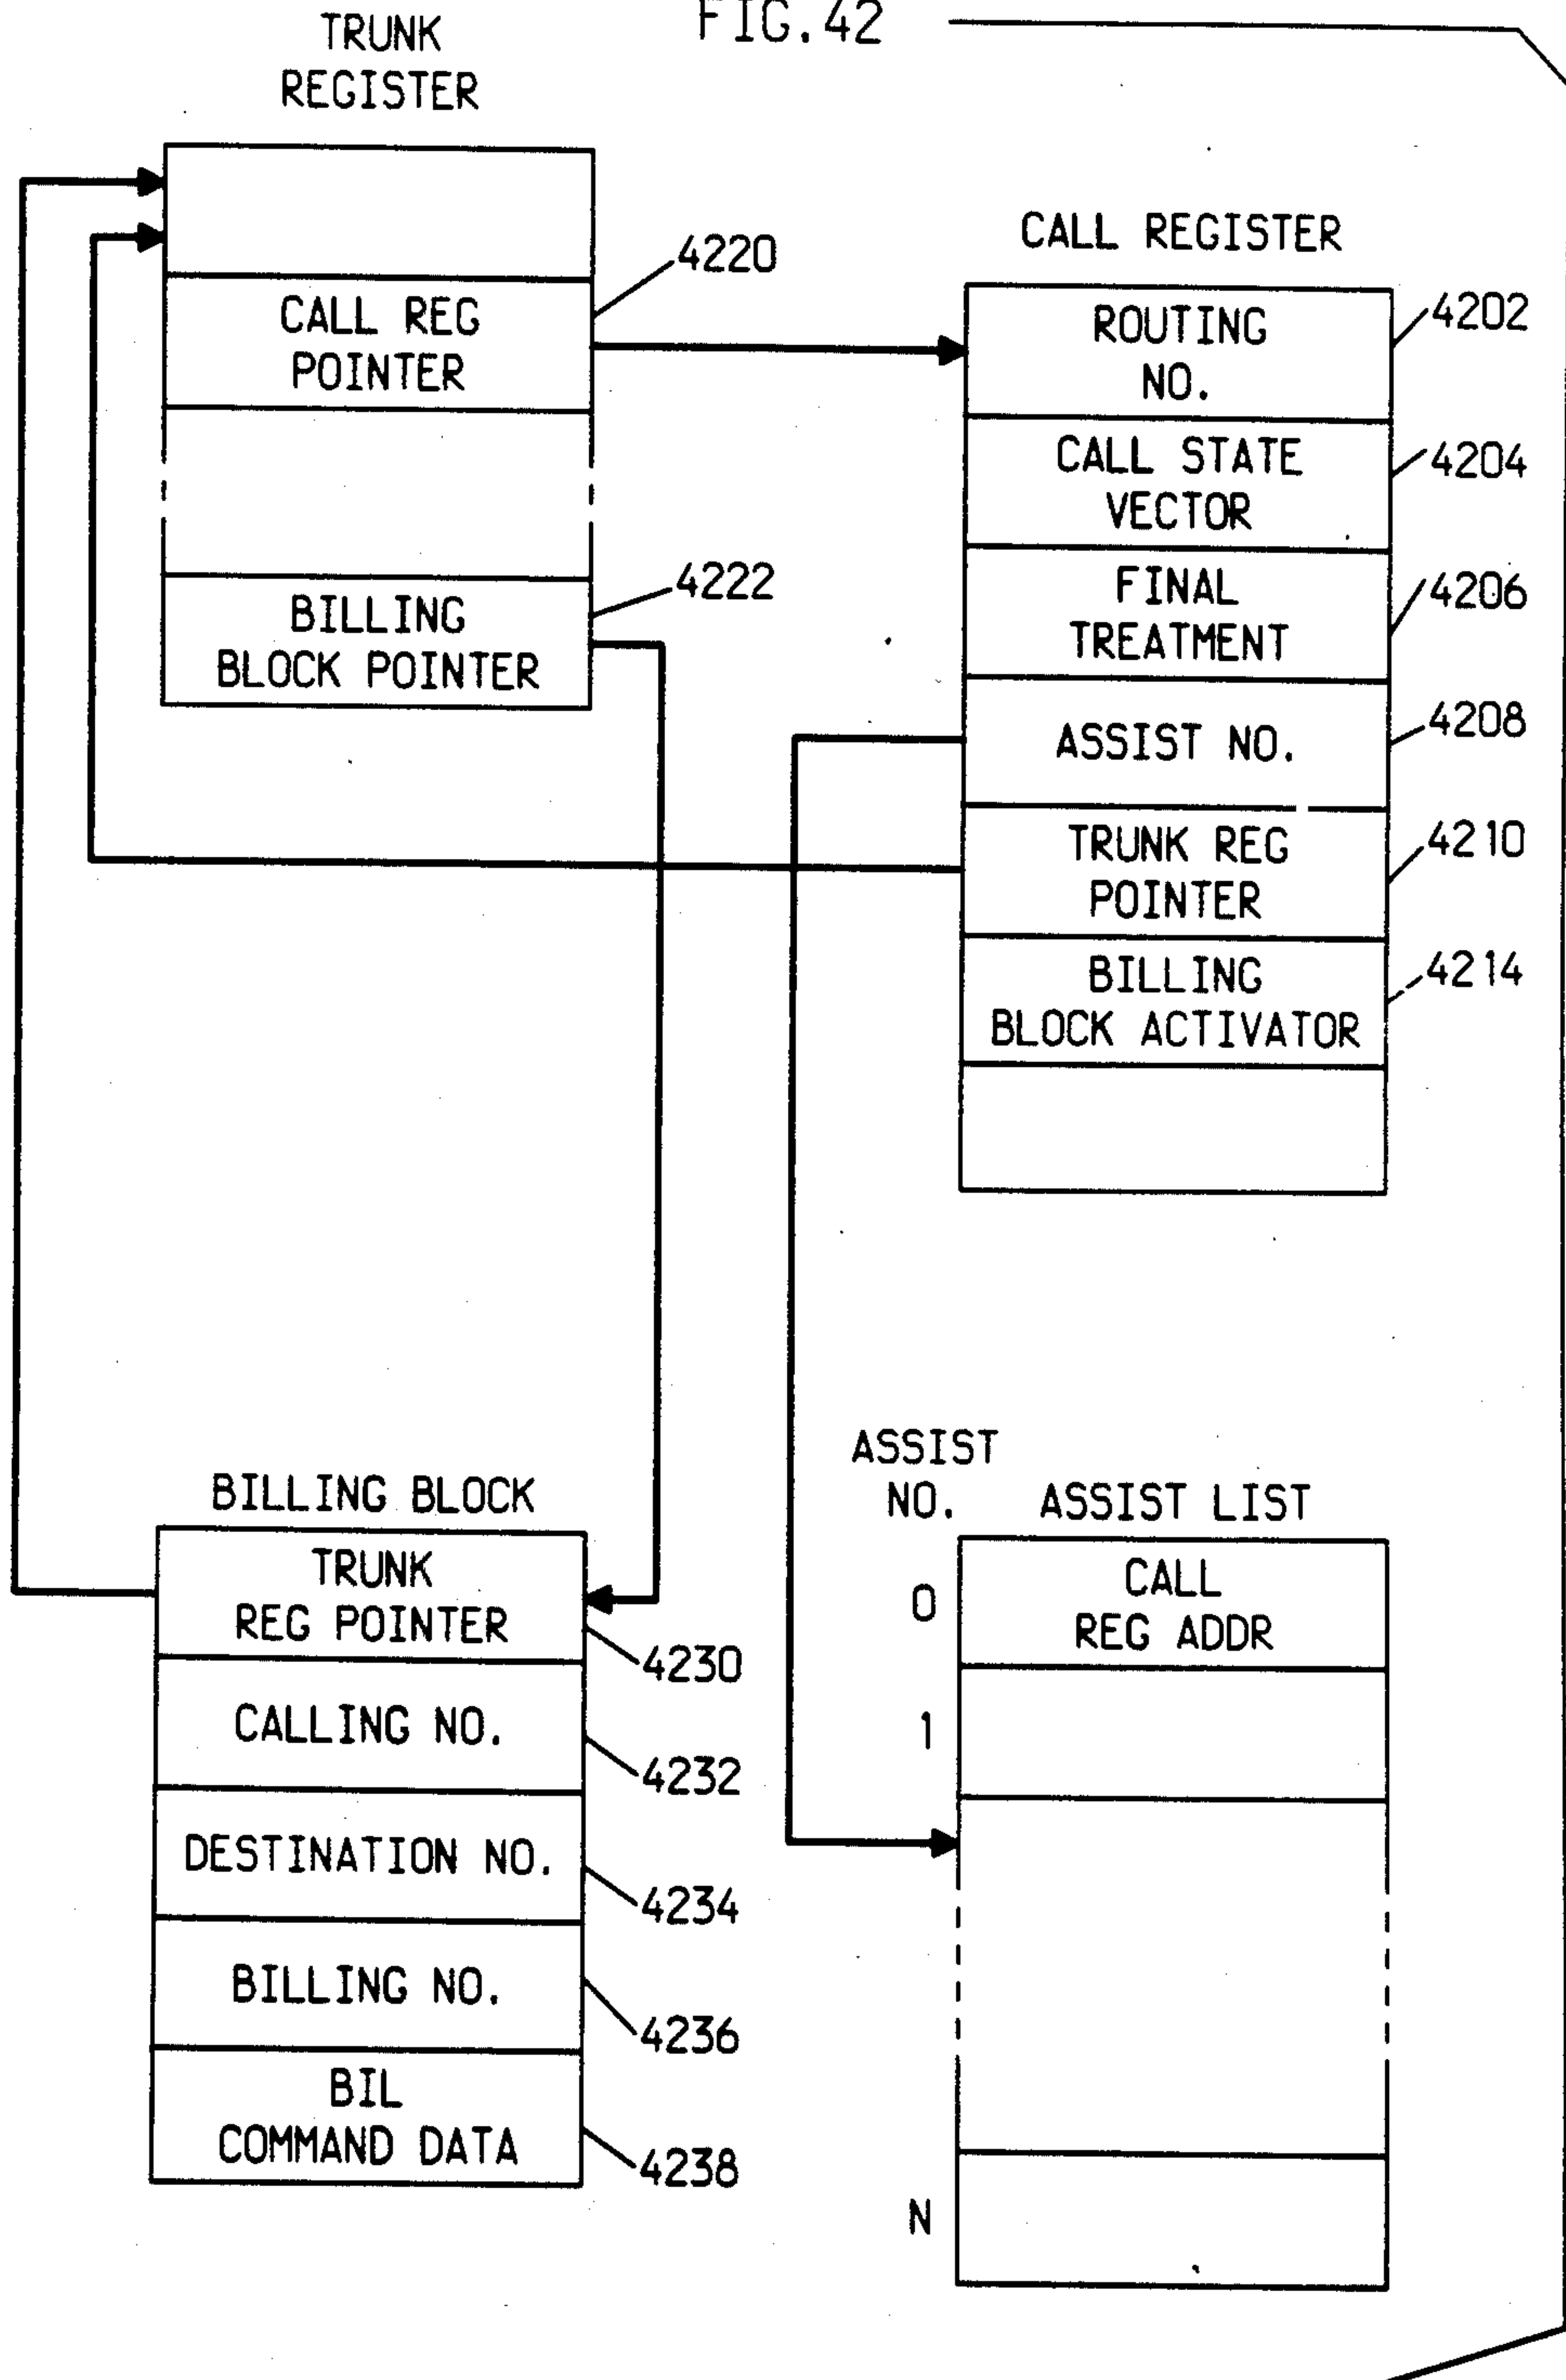 FIG.42
TRUNK
REGISTER
4220
CALL REG
POINTER
4222
BILLING
BLOCK POINTER
CALL REGISTER
ROUTING
NO.
4202
CALL STATE
VECTOR
4204
FINAL
TREATMENT
4206
ASSIST NO.
4208
TRUNK REG
POINTER
4210
BILLING
BLOCK ACTIVATOR
4214
BILLING BLOCK
TRUNK
REG POINTER
4230
CALLING NO.
4232
DESTINATION NO.
4234
BILLING NO.
4236
BIL
COMMAND DATA
4238
ASSIST
NO.
ASSIST LIST
0
CALL
REG ADDR
1
N